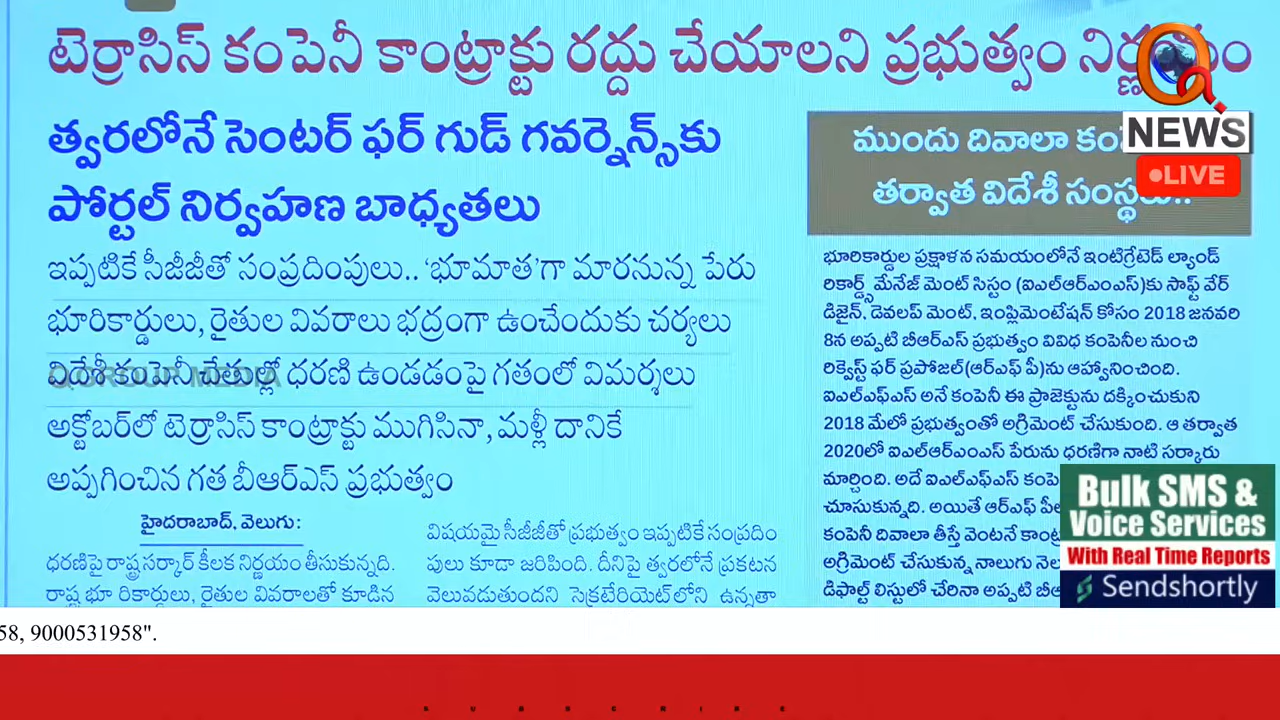 టెర్రాసిస్ కంపెనీ కాంట్రాక్టు రద్దు చేయాలని ప్రభుత్వం
త్వరలోనే సెంటర్ ఫర్ గుడ్ గవర్నెన్స్‌కు
పోర్టల్ నిర్వహణ బాధ్యతలు
ఇప్పటికే సీజీజీతో సంప్రదింపులు.. ‘భూమాత’గా మారనున్న పేరు
భూరికార్డులు, రైతుల వివరాలు భద్రంగా ఉంచేందుకు చర్యలు
విదేశీ కంపెనీ చేతుల్లో ధరణి ఉండడంపై గతంలో విమర్శలు
అక్టోబర్‌లో టెర్రాసిస్ కాంట్రాక్టు ముగిసినా, మళ్లీ దానికే
అప్పగించిన గత బీఆర్ఎస్ ప్రభుత్వం
హైదరాబాద్, వెలుగు:
ధరణిపై రాష్ట్ర సర్కార్ కీలక నిర్ణయం తీసుకున్నది.
రాష్ట్ర భూ రికార్డులు, రైతుల వివరాలతో కూడిన
విషయమై సీజీజీతో ప్రభుత్వం ఇప్పటికే సంప్రదిం
పులు కూడా జరిపింది. దీనిపై త్వరలోనే ప్రకటన
వెలువడుతుందని సెక్రటేరియెట్‌లోని ఉన్నతా
ముందు దివాలా
తర్వాత విదేశీ
భూరికార్డుల ప్రక్షాళన సమయంలోనే ఇంటిగ్రేటెడ్ ల్యాండ్
రికార్డ్స్ మేనేజ్ మెంట్ సిస్టం (ఐఎల్ఆర్ఎంఎస్)కు సాఫ్ట్ వేర్
డిజైన్, డెవలప్ మెంట్, ఇంప్లిమెంటేషన్ కోసం 2018 జనవరి
8న అప్పటి బీఆర్ఎస్ ప్రభుత్వం వివిధ కంపెనీల నుంచి
రిక్వెస్ట్ ఫర్ ప్రపోజల్(ఆర్ఎఫ్ పీ)ను ఆహ్వానించింది.
ఐఎల్ఎఫ్ఎస్ అనే కంపెనీ ఈ ప్రాజెక్టును దక్కించుకుని
2018 మేలో ప్రభుత్వంతో అగ్రిమెంట్ చేసుకుంది. ఆ తర్వాత
2020లో ఐఎల్ఆర్ఎంఎస్ పేరును ధరణిగా నాటి సర్కారు
మార్చింది. అదే ఐఎల్ఎఫ్ఎస్
చూసుకున్నది. అయితే ఆర్ఎఫ్
కంపెనీ దివాలా తీస్తే వెంటనే
అగ్రిమెంట్ చేసుకున్న నాలుగు
డిఫాల్ట్ లిస్టులో చేరినా అప్పటి
Q GROUP MEDIA
Q
NEWS
LIVE
Bulk SMS &
Voice Services
With Real Time Reports
Sendshortly
58, 9000531958".
SUBSCRIBE